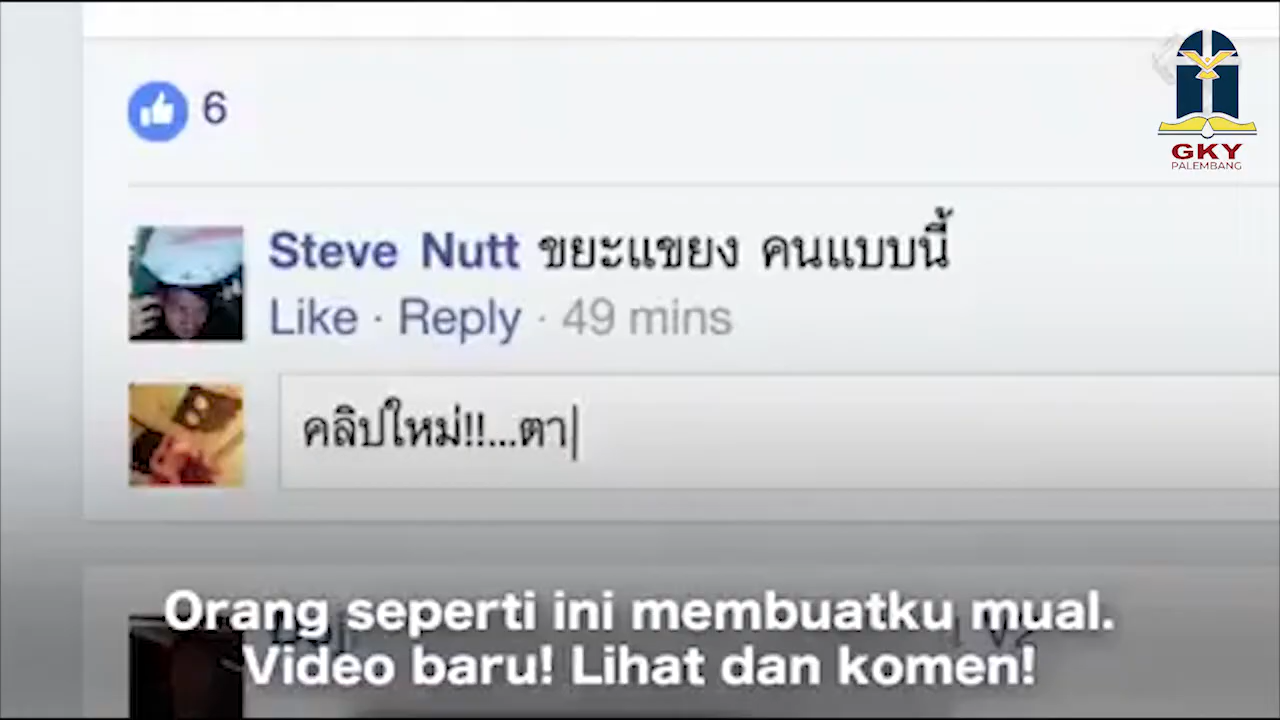 GKY
PALEMBANG
6
Steve Nutt ขยะแขยง คนแบบนี้
Like · Reply · 49 mins
คลิปใหม่!!...ตา
Orang seperti ini membuatku mual.
Video baru! Lihat dan komen!